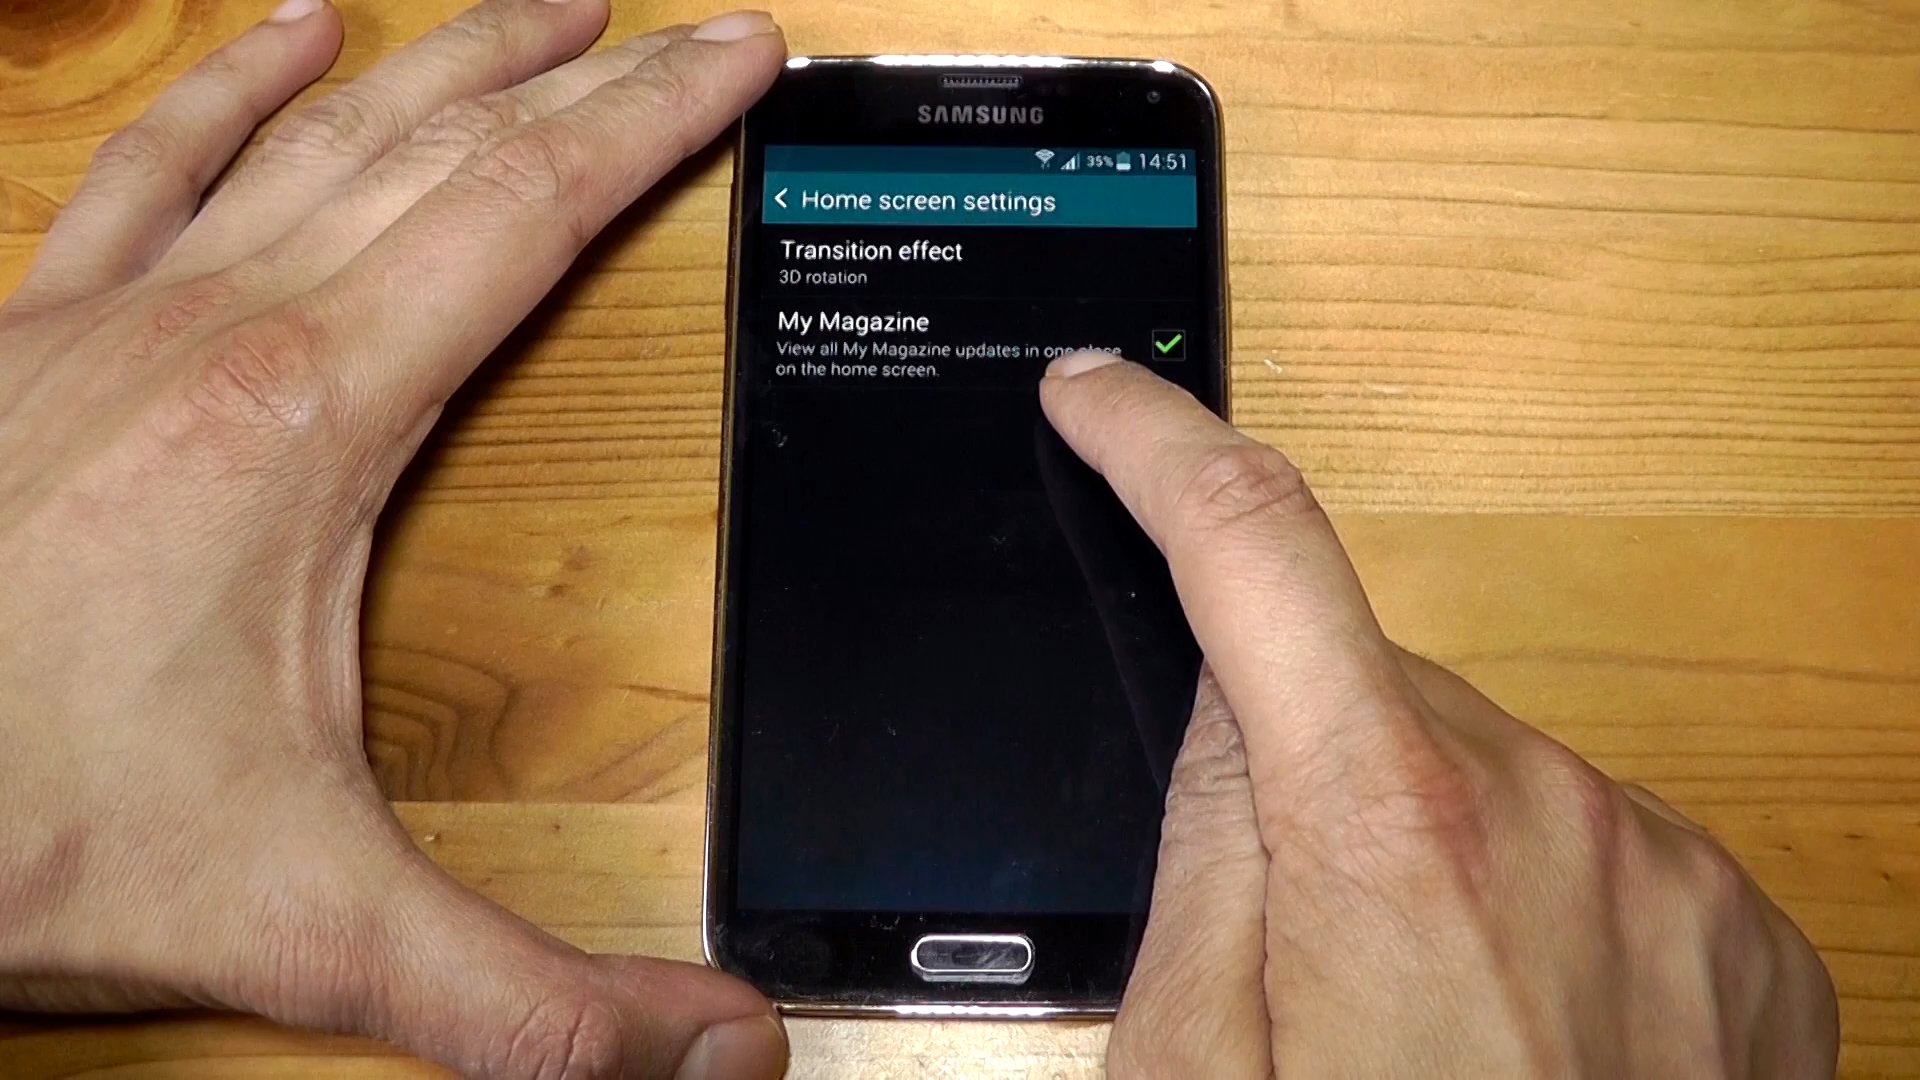 SAMSUNG
35% 14:51
Home screen settings
Transition effect
3D rotation
My Magazine
View all My Magazine updates in one place
on the home screen.